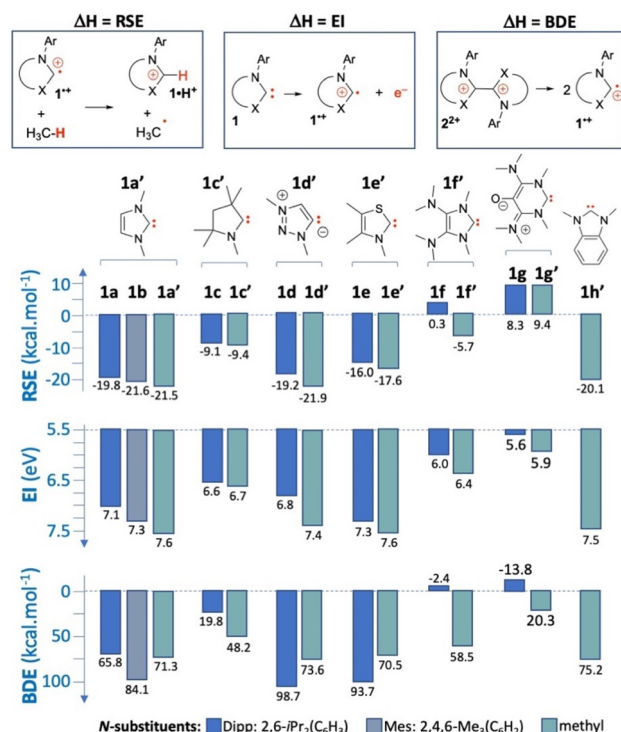 ΔH = RSE ΔH = EI ΔH = BDE
N Ar N Ar N Ar N Ar Ar N X N Ar
X 1•+ X 1•H+ X 1 X 1•+ + e− X N Ar 2²⁺ 2 X 1•+
+ H + •
H₃C-H H₃C•
1a' 1c' 1d' 1e' 1f'
RSE (kcal.mol⁻¹)
10
0
-10
-20
1a 1b 1a' 1c 1c' 1d 1d' 1e 1e' 1f 1f' 1g 1g' 1h'
-19.8 -21.6 -21.5 -9.1 -9.4 -19.2 -21.9 -16.0 -17.6 0.3 -5.7 8.3 9.4 -20.1
EI (eV)
5.5
6.5
7.5
7.1 7.3 7.6 6.6 6.7 6.8 7.4 7.3 7.6 6.0 6.4 5.6 5.9 7.5
BDE (kcal.mol⁻¹)
0
50
100
65.8 84.1 71.3 19.8 48.2 98.7 73.6 93.7 70.5 -2.4 58.5 -13.8 20.3 75.2
N-substituents: Dipp: 2,6-iPr₂(C₆H₃) Mes: 2,4,6-Me₃(C₆H₂) methyl